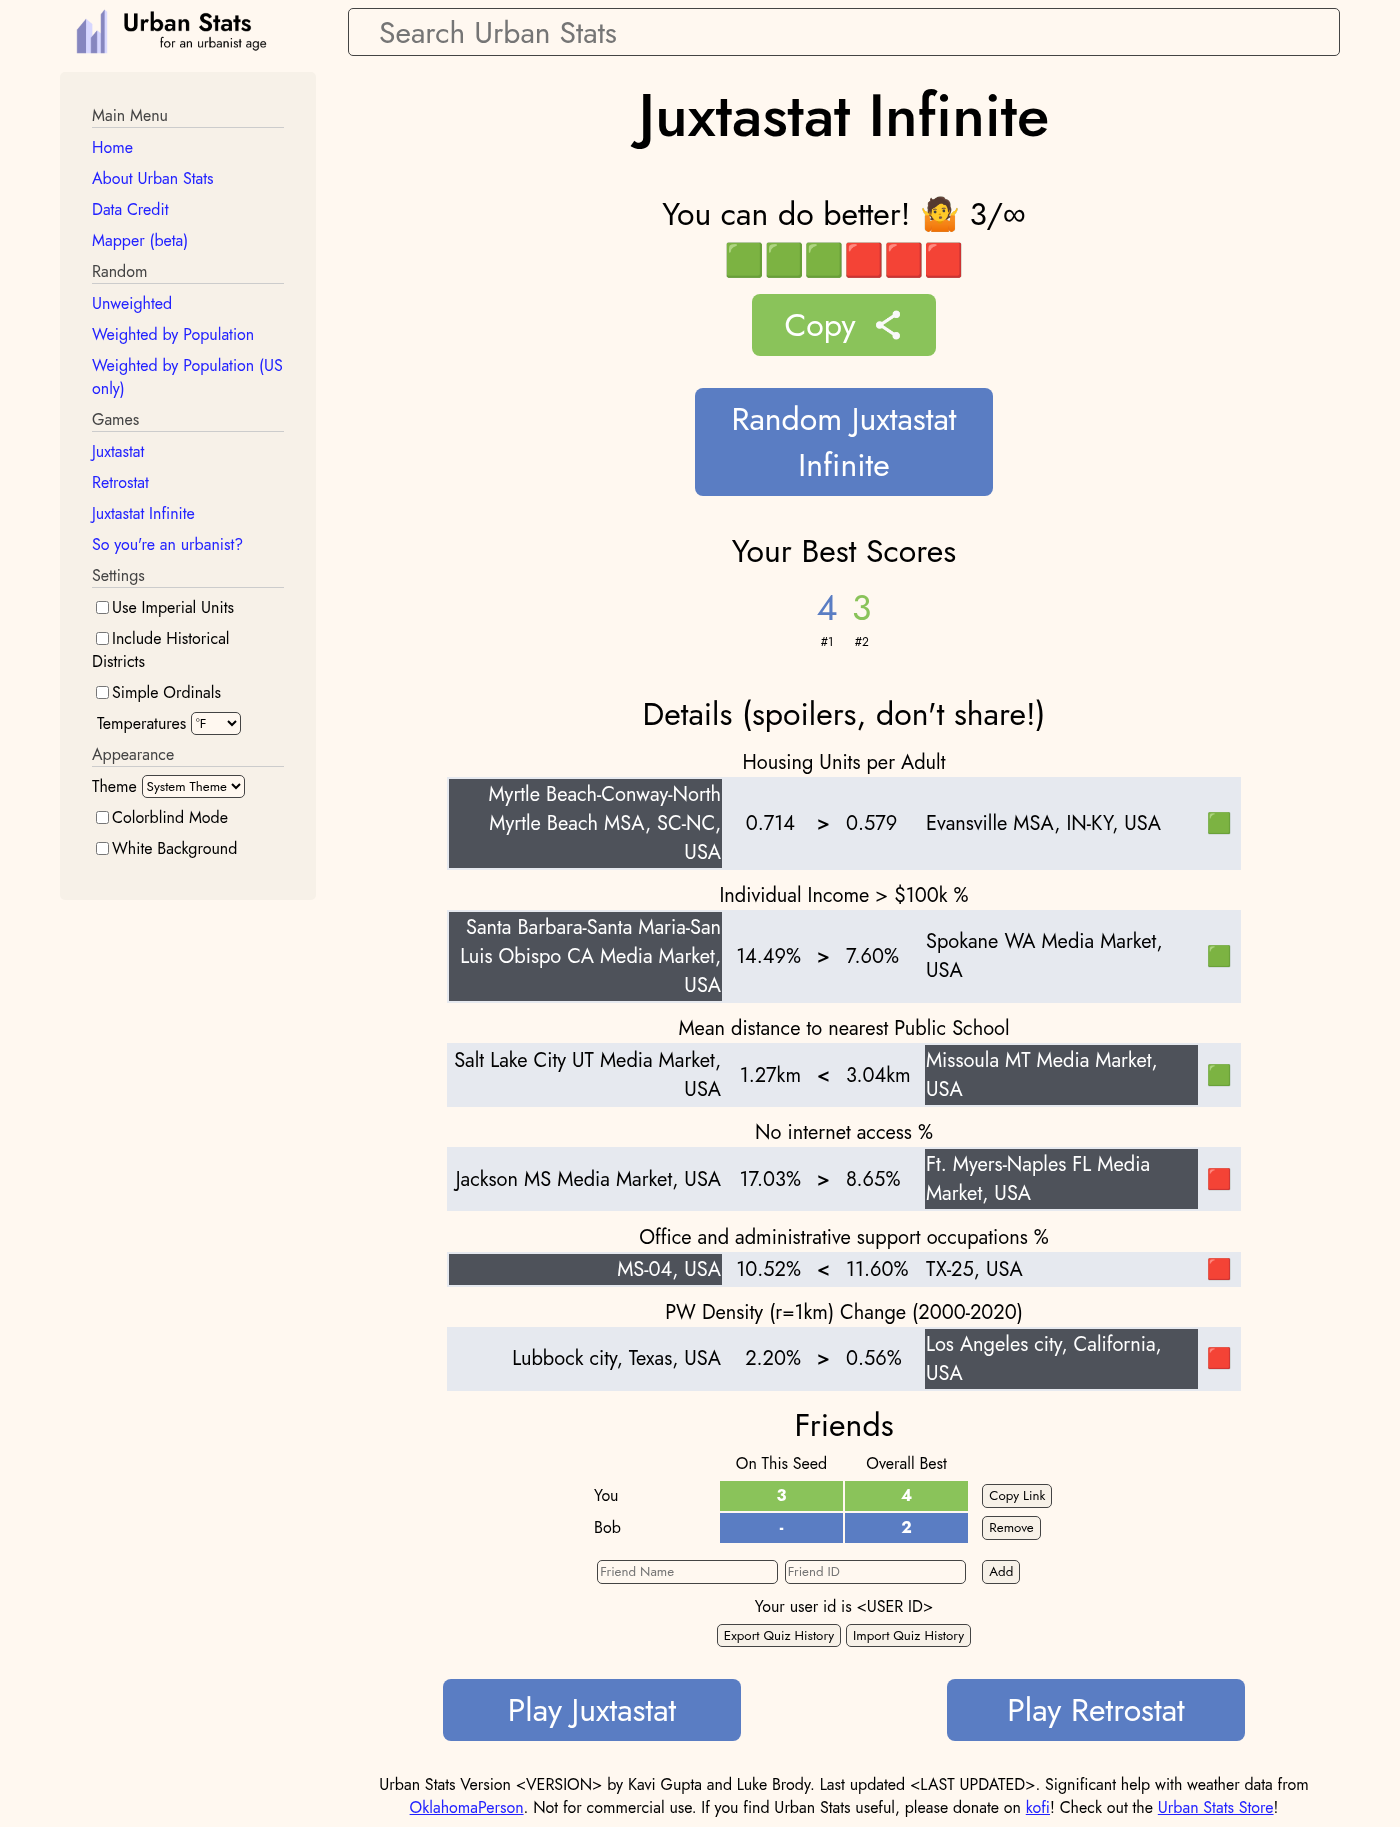 Urban Stats
for an urbanist age
Search Urban Stats
Main Menu
Home
About Urban Stats
Data Credit
Mapper (beta)
Random
Unweighted
Weighted by Population
Weighted by Population (US
only)
Games
Juxtastat
Retrostat
Juxtastat Infinite
So you're an urbanist?
Settings
Use Imperial Units
Include Historical
Districts
Simple Ordinals
Temperatures °F
Appearance
Theme System Theme
Colorblind Mode
White Background
Juxtastat Infinite
You can do better! 🤷 3/∞
🟩🟩🟩🟥🟥🟥
Copy
Random Juxtastat
Infinite
Your Best Scores
4 3
#1 #2
Details (spoilers, don't share!)
Housing Units per Adult
Myrtle Beach-Conway-North
Myrtle Beach MSA, SC-NC,
USA
0.714 > 0.579 Evansville MSA, IN-KY, USA 🟩
Individual Income > $100k %
Santa Barbara-Santa Maria-San
Luis Obispo CA Media Market,
USA
14.49% > 7.60%
Spokane WA Media Market,
USA
🟩
Mean distance to nearest Public School
Salt Lake City UT Media Market,
USA
1.27km < 3.04km
Missoula MT Media Market,
USA
🟩
No internet access %
Jackson MS Media Market, USA 17.03% > 8.65%
Ft. Myers-Naples FL Media
Market, USA
🟥
Office and administrative support occupations %
MS-04, USA 10.52% < 11.60% TX-25, USA 🟥
PW Density (r=1km) Change (2000-2020)
Lubbock city, Texas, USA 2.20% > 0.56%
Los Angeles city, California,
USA
🟥
Friends
On This Seed Overall Best
You 3 4 Copy Link
Bob - 2 Remove
Friend Name Friend ID Add
Your user id is <USER ID>
Export Quiz History Import Quiz History
Play Juxtastat Play Retrostat
Urban Stats Version <VERSION> by Kavi Gupta and Luke Brody. Last updated <LAST UPDATED>. Significant help with weather data from
OklahomaPerson. Not for commercial use. If you find Urban Stats useful, please donate on kofi! Check out the Urban Stats Store!